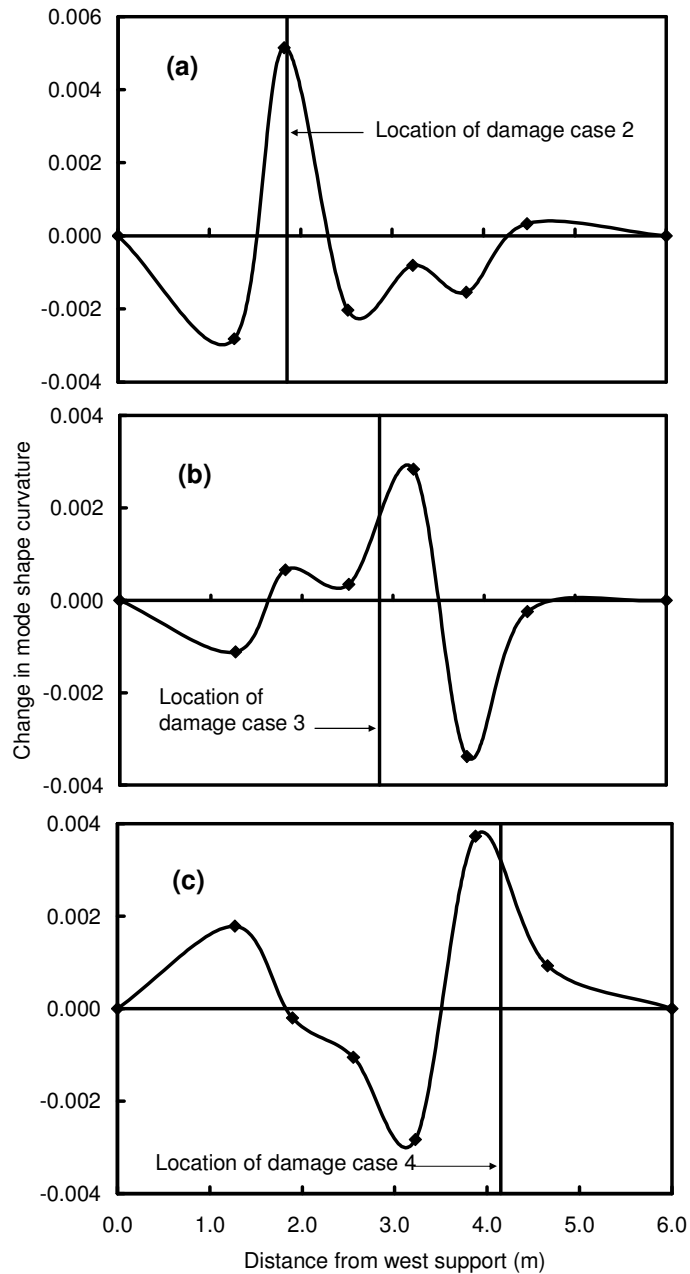 0.006
(a)
0.004
Location of damage case 2
0.002
0.000
-0.002
-0.004
0.004
(b)
0.002
0.000
Location of
damage case 3
-0.002
-0.004
Change in mode shape curvature
0.004
(c)
0.002
0.000
-0.002
Location of damage case 4
-0.004
0.0 1.0 2.0 3.0 4.0 5.0 6.0
Distance from west support (m)